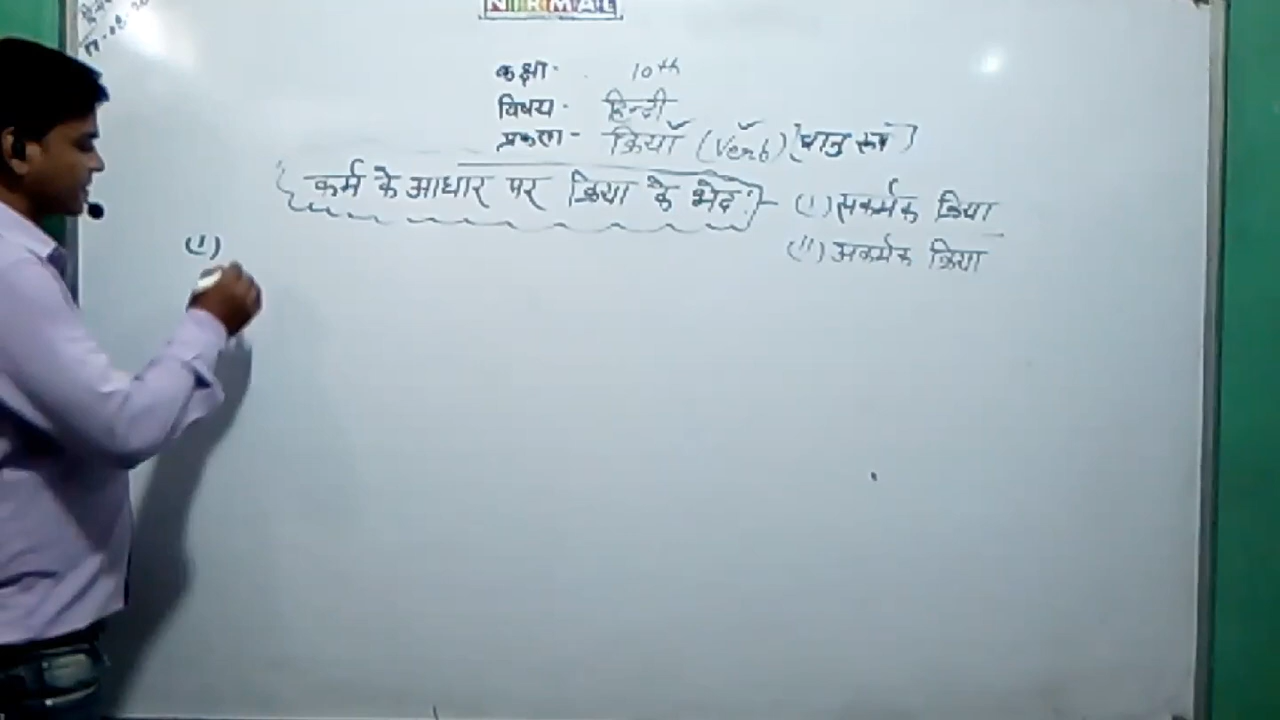 NIRMAL
कक्षा - 10th
विषय - हिन्दी
प्रकरण - क्रिया (Verb) [धातु रूप]
कर्म के आधार पर क्रिया के भेद :- (i) सकर्मक क्रिया
(ii) अकर्मक क्रिया
(i)